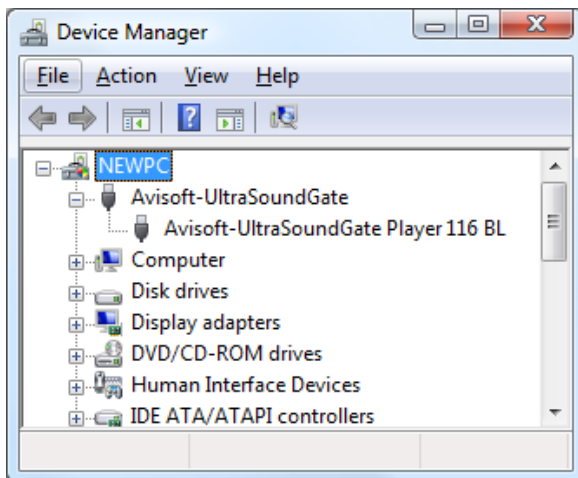 Device Manager
File Action View Help
NEWPC
Avisoft-UltraSoundGate
Avisoft-UltraSoundGate Player 116 BL
Computer
Disk drives
Display adapters
DVD/CD-ROM drives
Human Interface Devices
IDE ATA/ATAPI controllers